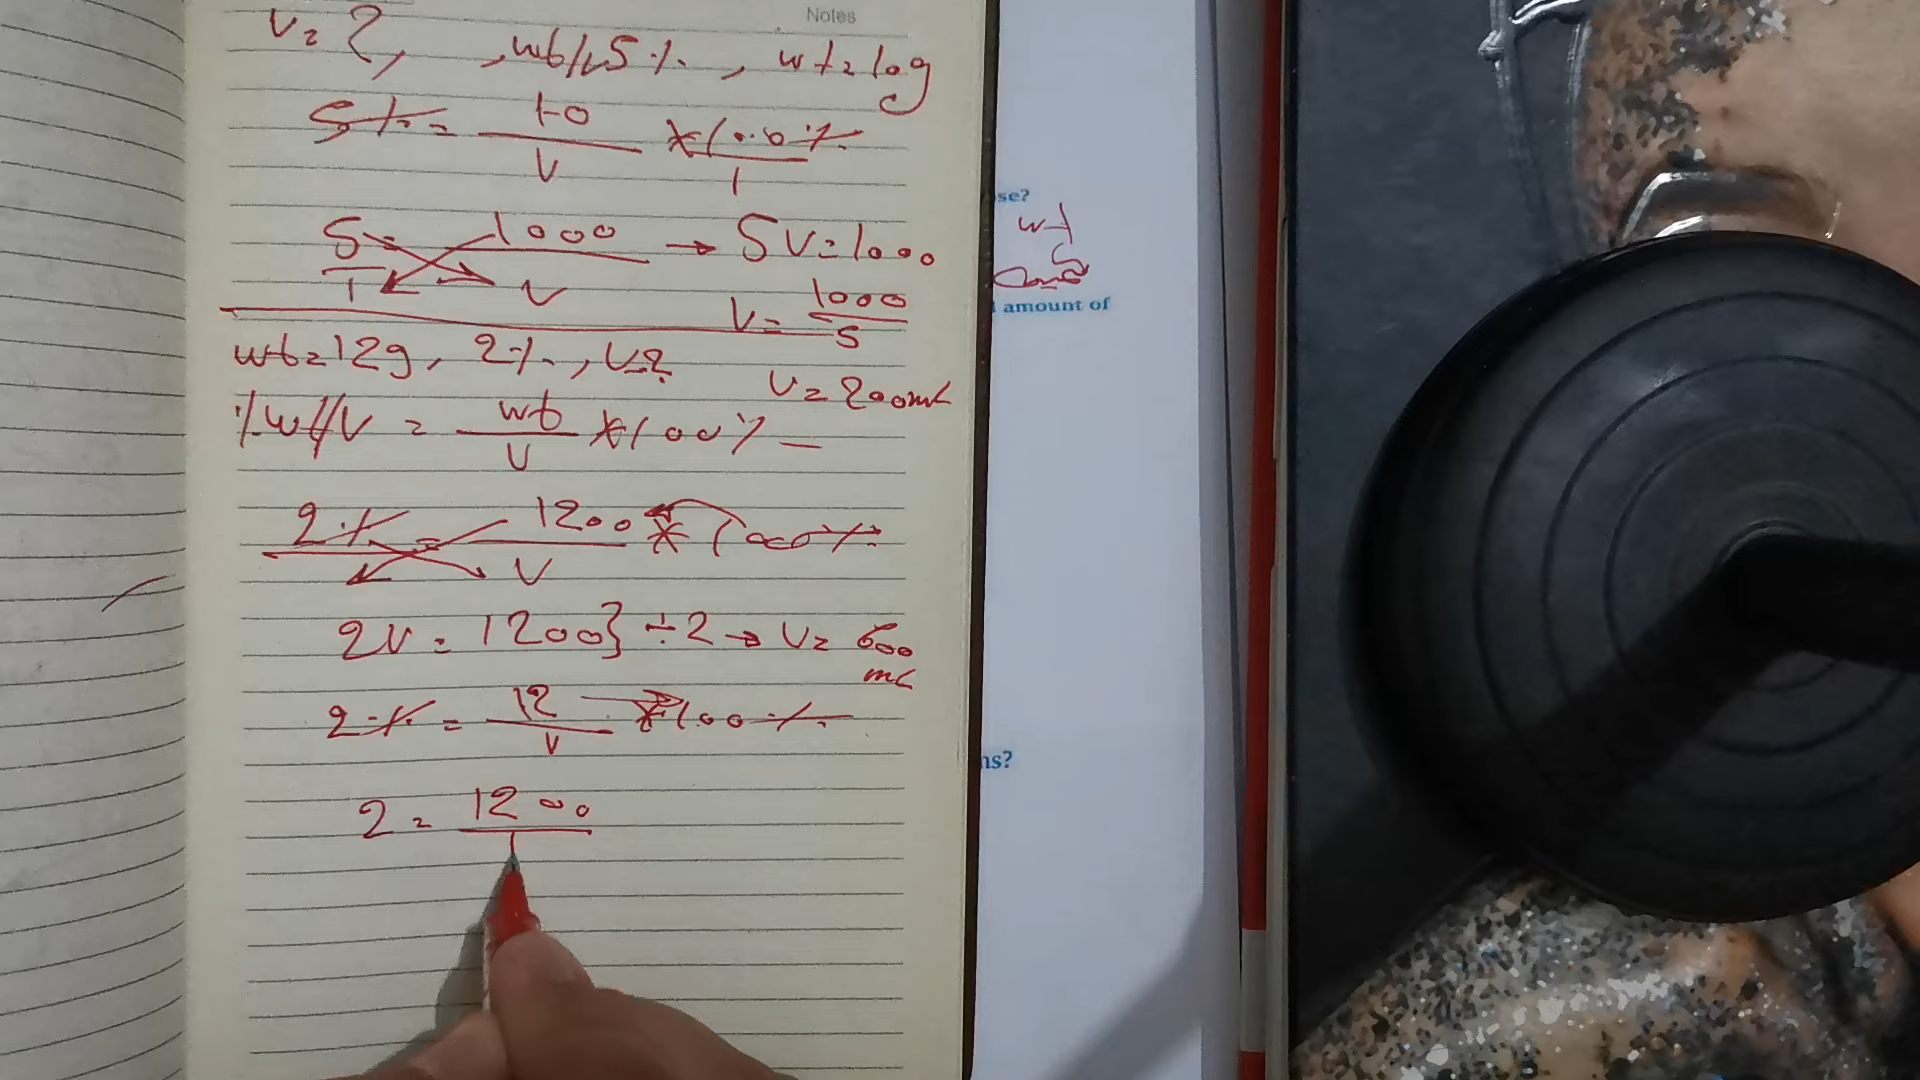 Notes
V = ?, , wt/v 5 %, wt = 10g
5% = 10 / V * 100% / 1
5 / 1 = 1000 / V → 5V = 1000
V = 1000 / 5
wt = 12g, 2%, V = ?
V = 200mL
% wt/V = wt / V * 100% =
2% = 1200 / V * 100%
2V = 1200} ÷ 2 → V = 600 mL
2% = 12 / V * 100%
2 = 1200
se?
wt
amount of
ns?